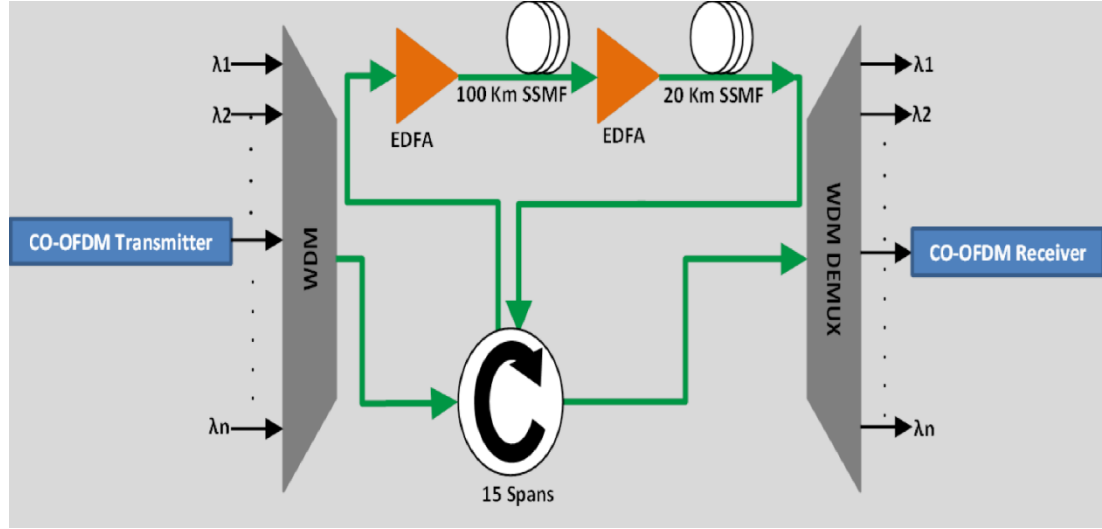 λ1
100 Km SSMF
20 Km SSMF
λ1
λ2
EDFA
EDFA
λ2
CO-OFDM Transmitter
WDM
WDM DEMUX
CO-OFDM Receiver
λn
λn
15 Spans